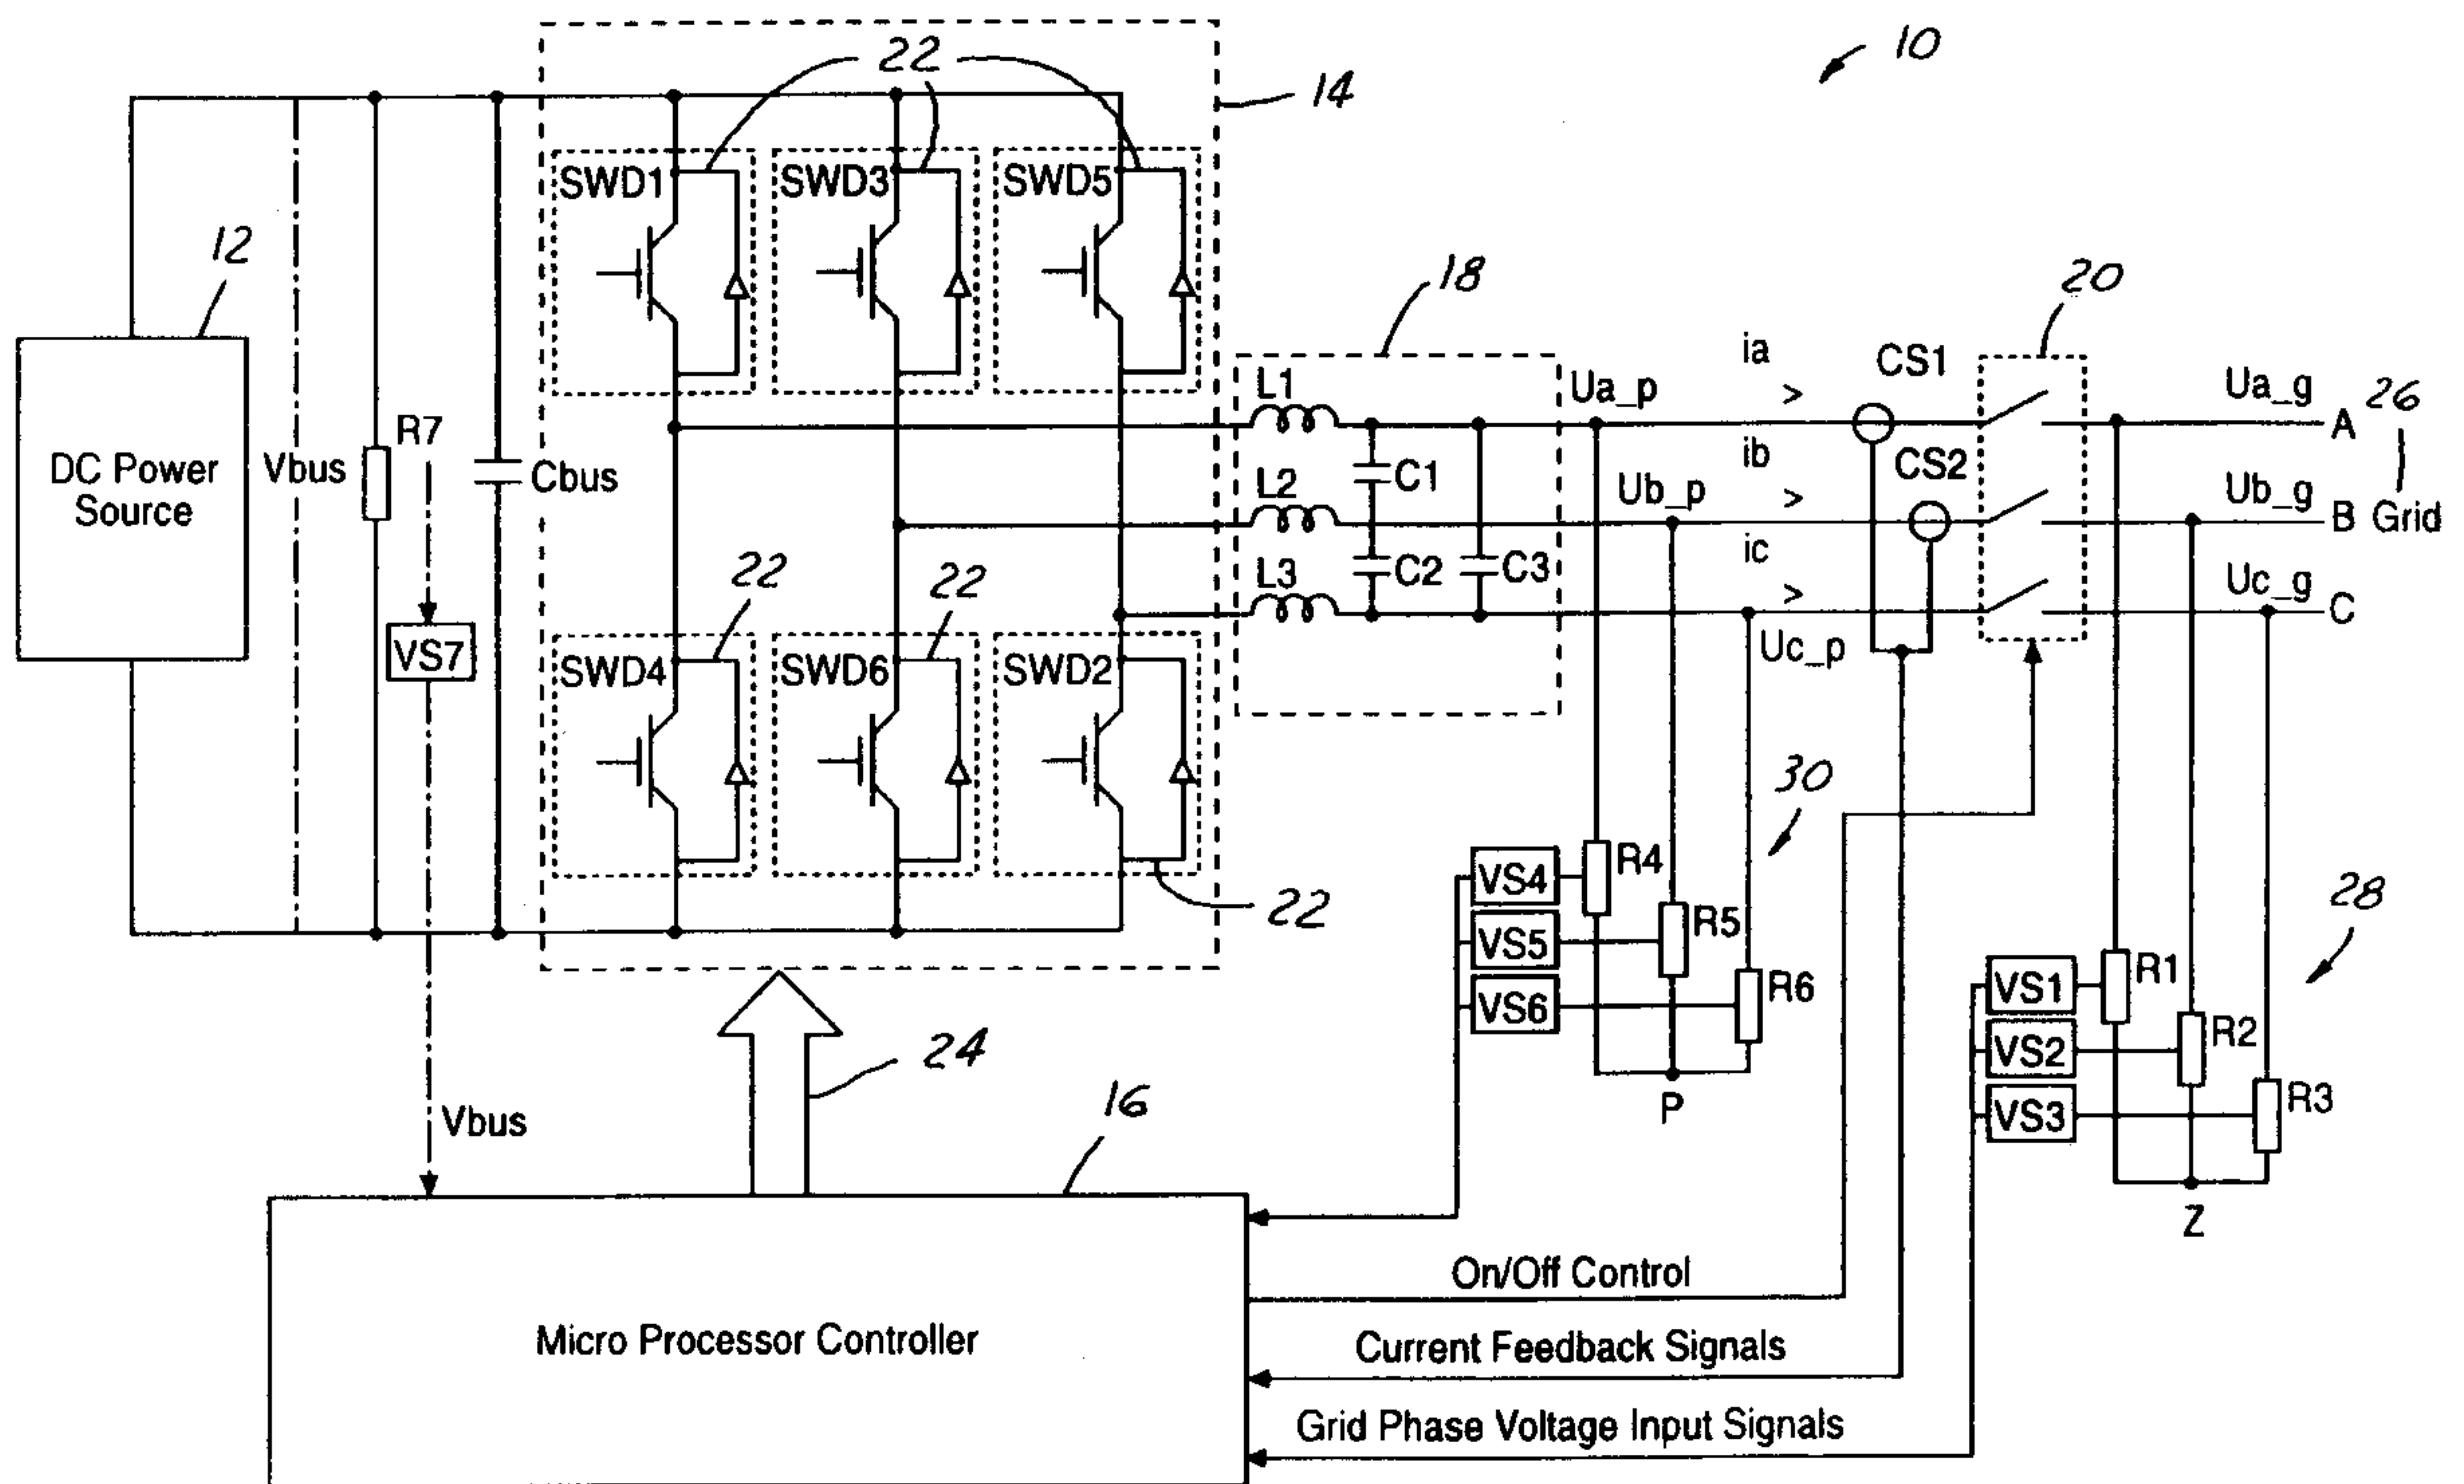 10
22
14
SWD1
SWD3
SWD5
12
18
20
ia
CS1
L1
Ua_p
Ua_g
26
A
R7
DC Power
Source
Vbus
Cbus
C1
ib
CS2
L2
Ub_p
Ub_g
B Grid
22
22
L3
C2
C3
ic
Uc_g
C
VS7
SWD4
SWD6
SWD2
Uc_p
30
VS4
R4
28
22
VS5
R5
VS6
R6
VS1
R1
VS2
R2
VS3
R3
24
16
P
Vbus
Z
On/Off Control
Micro Processor Controller
Current Feedback Signals
Grid Phase Voltage Input Signals